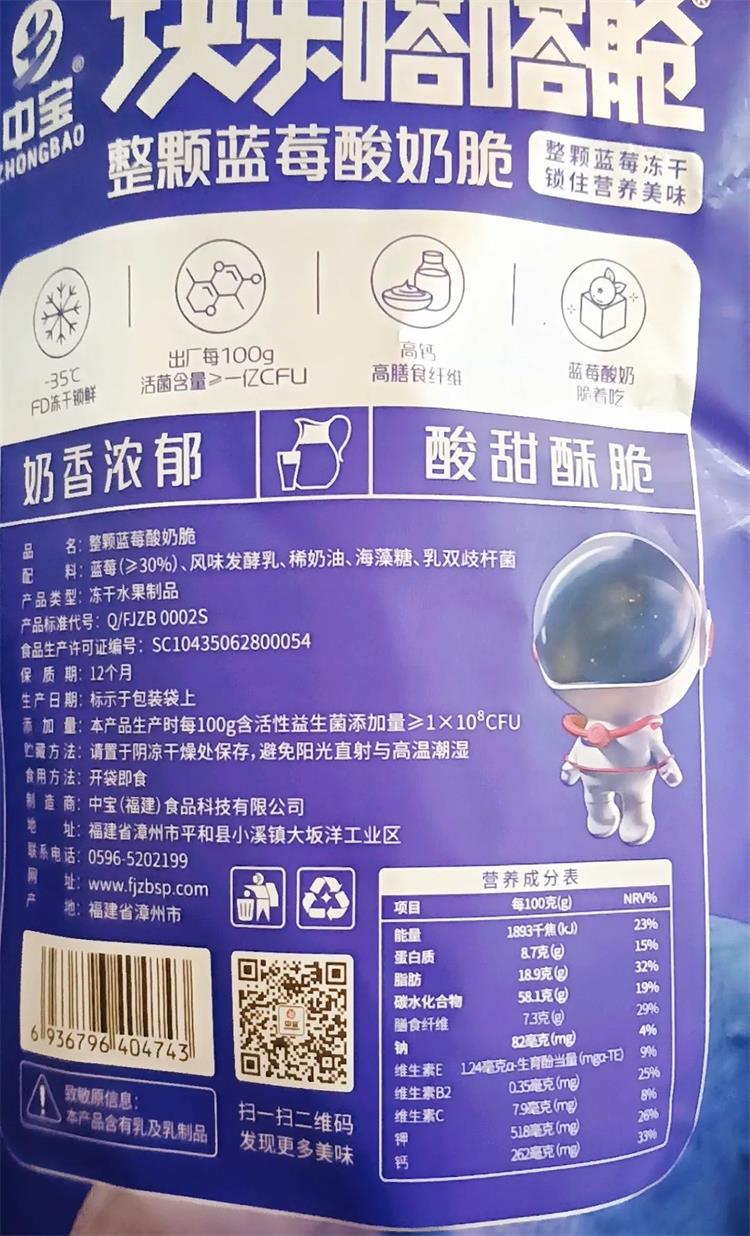 块乐嗒嗒舱
®
中宝®
ZHONGBAO
整颗蓝莓酸奶脆
整颗蓝莓冻干
锁住营养美味
-35℃
FD冻干锁鲜
出厂每100g
活菌含量≥一亿CFU
高钙
高膳食纤维
蓝莓酸奶
脆着吃
奶香浓郁
酸甜酥脆
品名：整颗蓝莓酸奶脆
配料：蓝莓（≥30%）、风味发酵乳、稀奶油、海藻糖、乳双歧杆菌
产品类型：冻干水果制品
产品标准代号：Q/FJZB 0002S
食品生产许可证编号：SC10435062800054
保质期：12个月
生产日期：标示于包装袋上
添加量：本产品生产时每100g含活性益生菌添加量≥1×10⁸CFU
贮藏方法：请置于阴凉干燥处保存，避免阳光直射与高温潮湿
食用方法：开袋即食
制造商：中宝（福建）食品科技有限公司
地址：福建省漳州市平和县小溪镇大坂洋工业区
联系电话：0596-5202199
网址：www.fjzbsp.com
产地：福建省漳州市
营养成分表
项目 每100克(g) NRV%
能量 1893千焦(kJ) 23%
蛋白质 8.7克(g) 15%
脂肪 18.9克(g) 32%
碳水化合物 58.1克(g) 19%
膳食纤维 7.3克(g) 29%
钠 82毫克(mg) 4%
维生素E 1.24毫克α-生育酚当量(mgα-TE) 9%
维生素B2 0.35毫克(mg) 25%
维生素C 7.9毫克(mg) 8%
钾 518毫克(mg) 26%
钙 262毫克(mg) 33%
6 936796 404743
中宝
致敏原信息：
本产品含有乳及乳制品
扫一扫二维码
发现更多美味